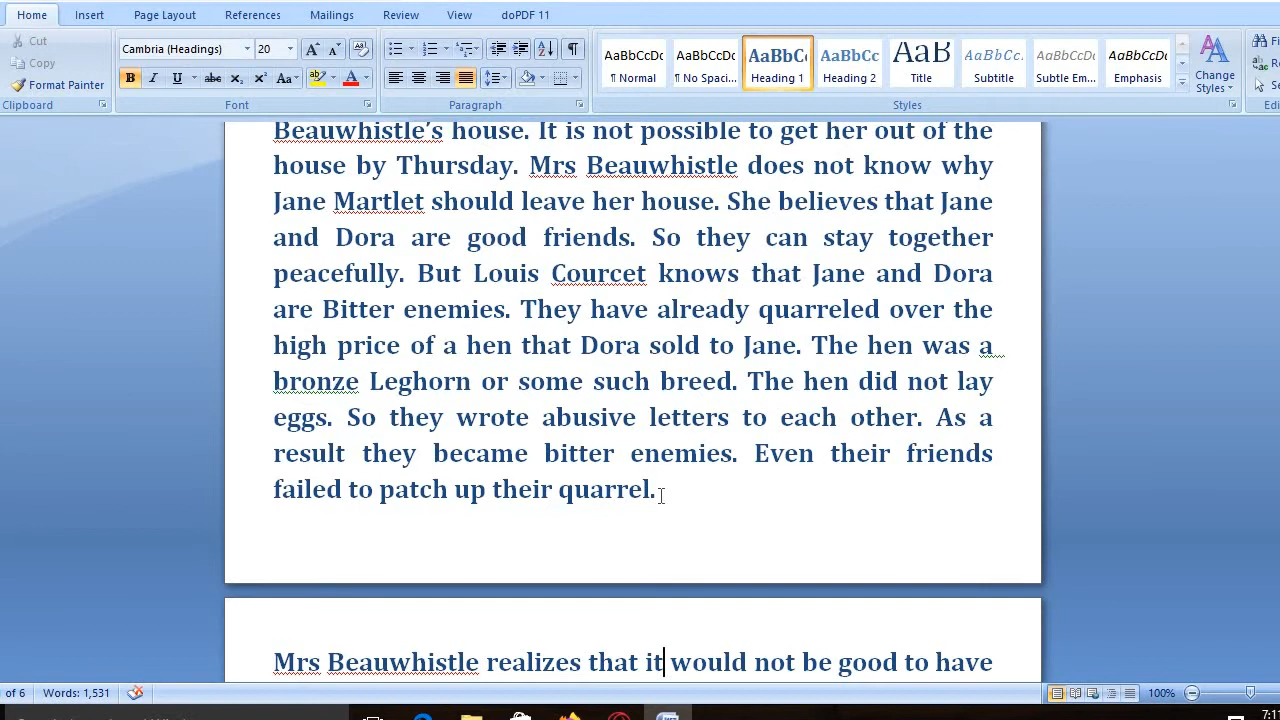 Home Insert Page Layout References Mailings Review View doPDF 11
Cut
Copy
Format Painter
Clipboard
Cambria (Headings) 20
B I U abc x₂ x² Aa
Font
Paragraph
AaBbCcDc AaBbCcDc AaBbC AaBbCc AaB AaBbCcL AaBbCcDc AaBbCcDc
¶ Normal ¶ No Spaci... Heading 1 Heading 2 Title Subtitle Subtle Em... Emphasis
Change
Styles
Styles
Beauwhistle’s house. It is not possible to get her out of the
house by Thursday. Mrs Beauwhistle does not know why
Jane Martlet should leave her house. She believes that Jane
and Dora are good friends. So they can stay together
peacefully. But Louis Courcet knows that Jane and Dora
are Bitter enemies. They have already quarreled over the
high price of a hen that Dora sold to Jane. The hen was a
bronze Leghorn or some such breed. The hen did not lay
eggs. So they wrote abusive letters to each other. As a
result they became bitter enemies. Even their friends
failed to patch up their quarrel.
Mrs Beauwhistle realizes that it would not be good to have
of 6 Words: 1,531 100%